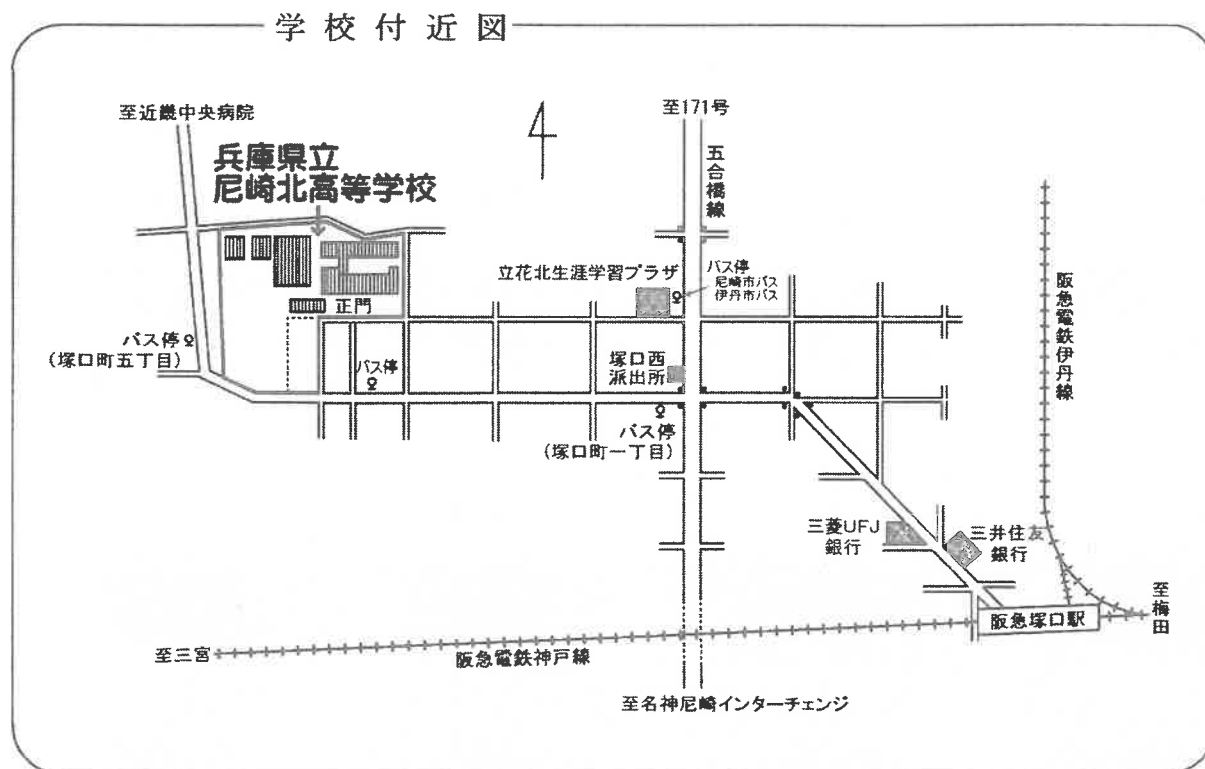 学校付近図
至近畿中央病院
至171号
兵庫県立
尼崎北高等学校
五合橋線
立花北生涯学習プラザ
バス停
尼崎市バス
伊丹市バス
阪急電鉄伊丹線
正門
バス停
(塚口町五丁目)
バス停
塚口西
派出所
バス停
(塚口町一丁目)
三菱UFJ
銀行
三井住友
銀行
至梅田
阪急塚口駅
至三宮
阪急電鉄神戸線
至名神尼崎インターチェンジ